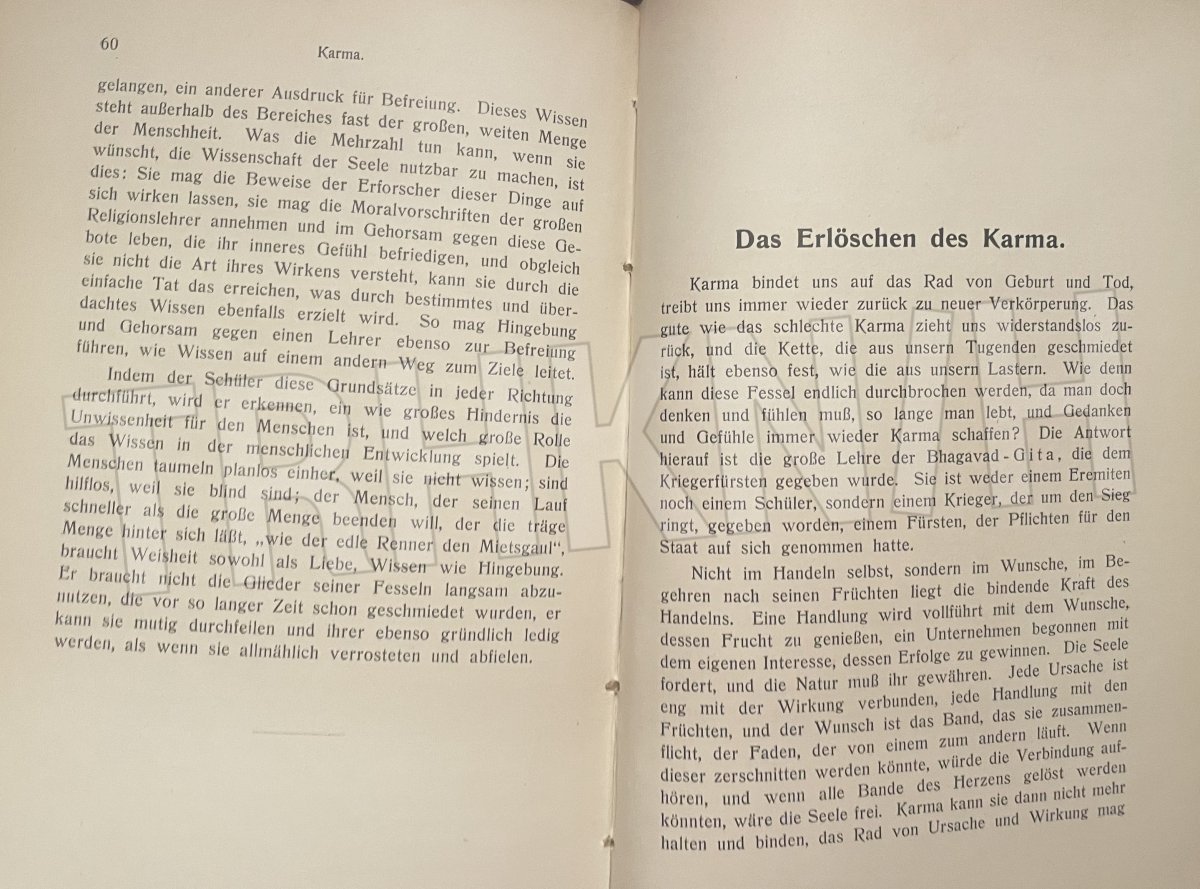 60
Karma.
gelangen, ein anderer Ausdruck für Befreiung. Dieses Wissen
steht außerhalb des Bereiches fast der großen, weiten Menge
der Menschheit. Was die Mehrzahl tun kann, wenn sie
wünscht, die Wissenschaft der Seele nutzbar zu machen, ist
dies: Sie mag die Beweise der Erforscher dieser Dinge auf
sich wirken lassen, sie mag die Moralvorschriften der großen
Religionslehrer annehmen und im Gehorsam gegen diese Ge-
bote leben, die ihr inneres Gefühl befriedigen, und obgleich
sie nicht die Art ihres Wirkens versteht, kann sie durch die
einfache Tat das erreichen, was durch bestimmtes und über-
dachtes Wissen ebenfalls erzielt wird. So mag Hingebung
und Gehorsam gegen einen Lehrer ebenso zur Befreiung
führen, wie Wissen auf einem andern Weg zum Ziele leitet.
Indem der Schüler diese Grundsätze in jeder Richtung
durchführt, wird er erkennen, ein wie großes Hindernis die
Unwissenheit für den Menschen ist, und welch große Rolle
das Wissen in der menschlichen Entwicklung spielt. Die
Menschen taumeln planlos einher, weil sie nicht wissen; sind
hilflos, weil sie blind sind; der Mensch, der seinen Lauf
schneller als die große Menge beenden will, der die träge
Menge hinter sich läßt, „wie der edle Renner den Mietsgaul“,
braucht Weisheit sowohl als Liebe, Wissen wie Hingebung.
Er braucht nicht die Glieder seiner Fesseln langsam abzu-
nutzen, die vor so langer Zeit schon geschmiedet wurden, er
kann sie mutig durchfeilen und ihrer ebenso gründlich ledig
werden, als wenn sie allmählich verrosteten und abfielen.
Das Erlöschen des Karma.
Karma bindet uns auf das Rad von Geburt und Tod,
treibt uns immer wieder zurück zu neuer Verkörperung. Das
gute wie das schlechte Karma zieht uns widerstandslos zu-
rück, und die Kette, die aus unsern Tugenden geschmiedet
ist, hält ebenso fest, wie die aus unsern Lastern. Wie denn
kann diese Fessel endlich durchbrochen werden, da man doch
denken und fühlen muß, so lange man lebt, und Gedanken
und Gefühle immer wieder Karma schaffen? Die Antwort
hierauf ist die große Lehre der Bhagavad-Gita, die dem
Kriegerfürsten gegeben wurde. Sie ist weder einem Eremiten
noch einem Schüler, sondern einem Krieger, der um den Sieg
ringt, gegeben worden, einem Fürsten, der Pflichten für den
Staat auf sich genommen hatte.
Nicht im Handeln selbst, sondern im Wunsche, im Be-
gehren nach seinen Früchten liegt die bindende Kraft des
Handelns. Eine Handlung wird vollführt mit dem Wunsche,
dessen Frucht zu genießen, ein Unternehmen begonnen mit
dem eigenen Interesse, dessen Erfolge zu gewinnen. Die Seele
fordert, und die Natur muß ihr gewähren. Jede Ursache ist
eng mit der Wirkung verbunden, jede Handlung mit den
Früchten, und der Wunsch ist das Band, das sie zusammen-
flicht, der Faden, der von einem zum andern läuft. Wenn
dieser zerschnitten werden könnte, würde die Verbindung auf-
hören, und wenn alle Bande des Herzens gelöst werden
könnten, wäre die Seele frei. Karma kann sie dann nicht mehr
halten und binden, das Rad von Ursache und Wirkung mag